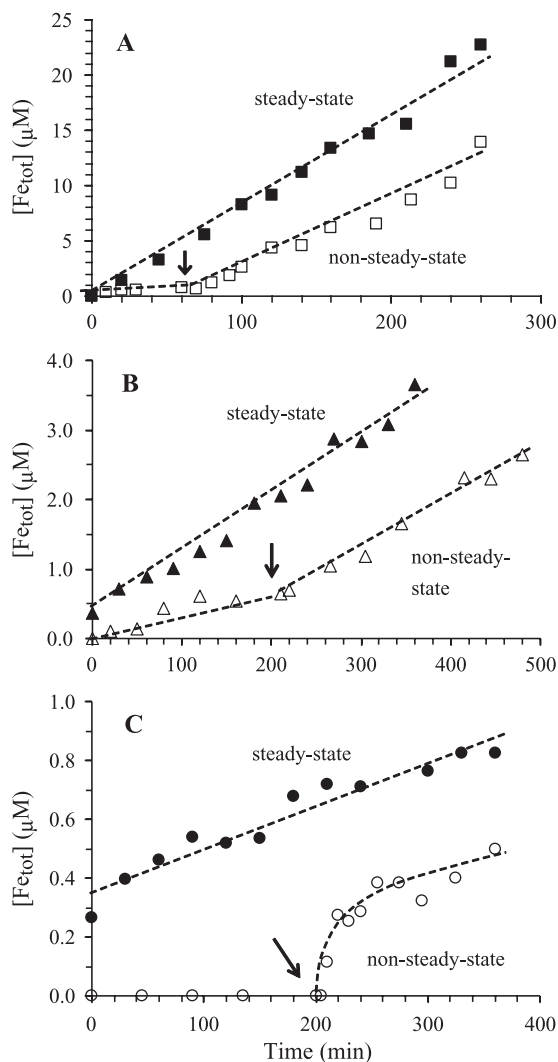 A
[Fetot] (μM)
25
20
15
10
5
0
steady-state
non-steady-state
0 100 200 300
B
[Fetot] (μM)
4.0
3.0
2.0
1.0
0.0
steady-state
non-steady-
state
0 100 200 300 400 500
C
[Fetot] (μM)
1.0
0.8
0.6
0.4
0.2
0.0
steady-state
non-steady-state
0 100 200 300 400
Time (min)